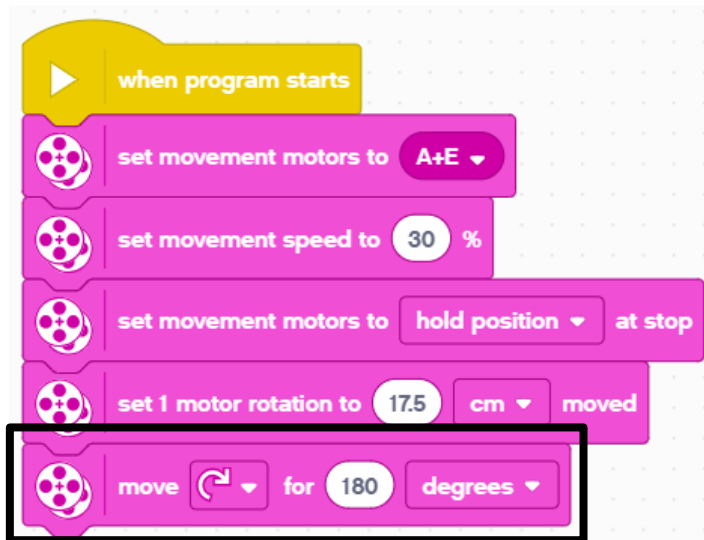 when program starts
set movement motors to A+E
set movement speed to 30 %
set movement motors to hold position at stop
set 1 motor rotation to 17.5 cm moved
move for 180 degrees